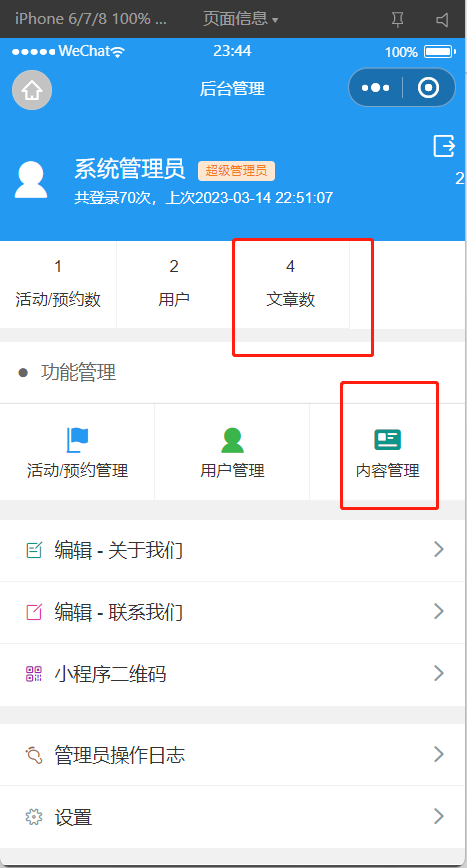 iPhone 6/7/8 100% ... 页面信息
WeChat 23:44 100%
后台管理
系统管理员 超级管理员
共登录70次，上次2023-03-14 22:51:07
2
1 2 4
活动/预约数 用户 文章数
功能管理
活动/预约管理 用户管理 内容管理
编辑 - 关于我们
编辑 - 联系我们
小程序二维码
管理员操作日志
设置